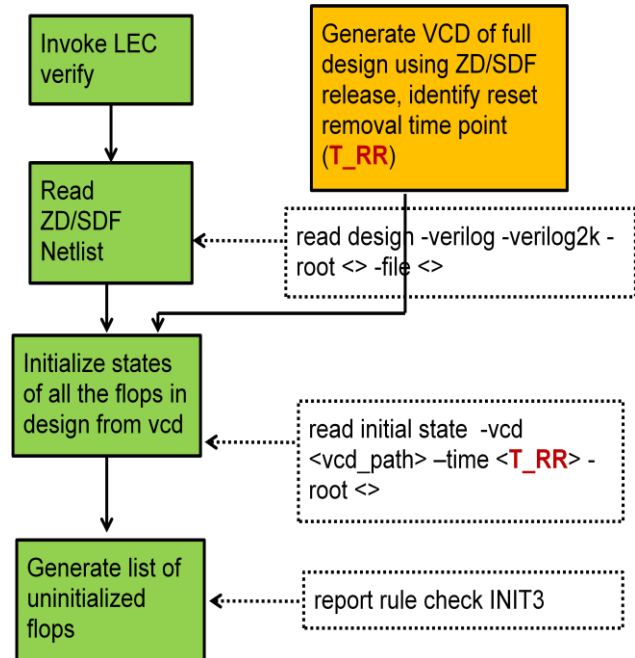 Invoke LEC
verify
Generate VCD of full
design using ZD/SDF
release, identify reset
removal time point
(T_RR)
Read
ZD/SDF
Netlist
read design -verilog -verilog2k -
root <> -file <>
Initialize states
of all the flops in
design from vcd
read initial state  -vcd
<vcd_path> –time <T_RR> -
root <>
Generate list of
uninitialized
flops
report rule check INIT3